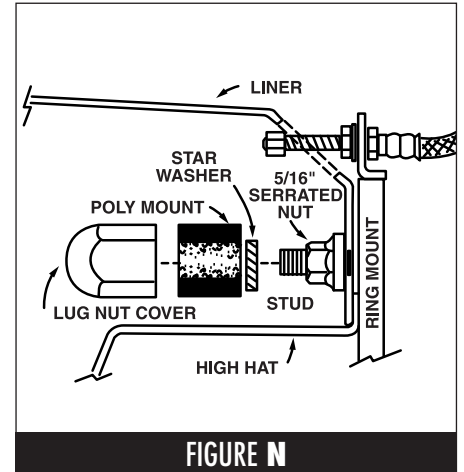 LINER
STAR
WASHER
5/16"
SERRATED
NUT
POLY MOUNT
RING MOUNT
STUD
LUG NUT COVER
HIGH HAT
FIGURE N